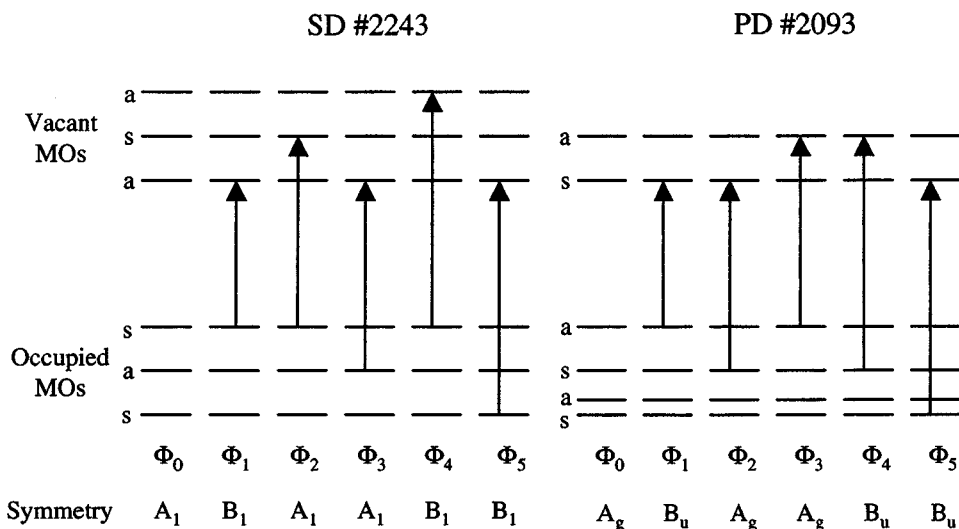 SD #2243 PD #2093
a
Vacant MOs
s a
a s
s a
Occupied MOs
a s
a
s s
Φ0 Φ1 Φ2 Φ3 Φ4 Φ5 Φ0 Φ1 Φ2 Φ3 Φ4 Φ5
Symmetry A1 B1 A1 A1 B1 B1 Ag Bu Ag Ag Bu Bu